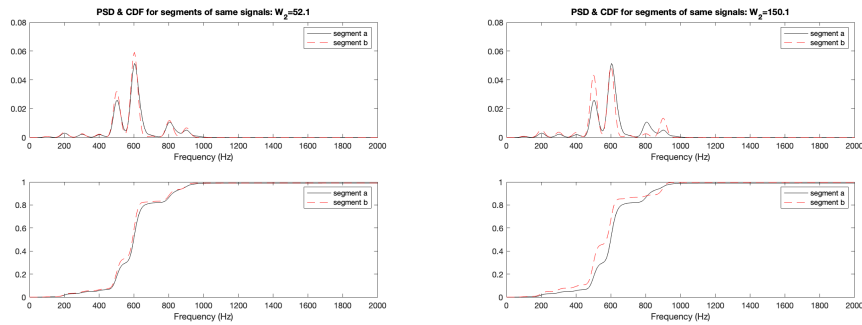 PSD & CDF for segments of same signals: W2=52.1
segment a
segment b
0.08
0.06
0.04
0.02
0
0 200 400 600 800 1000 1200 1400 1600 1800 2000
Frequency (Hz)
segment a
segment b
1
0.8
0.6
0.4
0.2
0
0 200 400 600 800 1000 1200 1400 1600 1800 2000
Frequency (Hz)
PSD & CDF for segments of same signals: W2=150.1
segment a
segment b
0.08
0.06
0.04
0.02
0
0 200 400 600 800 1000 1200 1400 1600 1800 2000
Frequency (Hz)
segment a
segment b
1
0.8
0.6
0.4
0.2
0
0 200 400 600 800 1000 1200 1400 1600 1800 2000
Frequency (Hz)